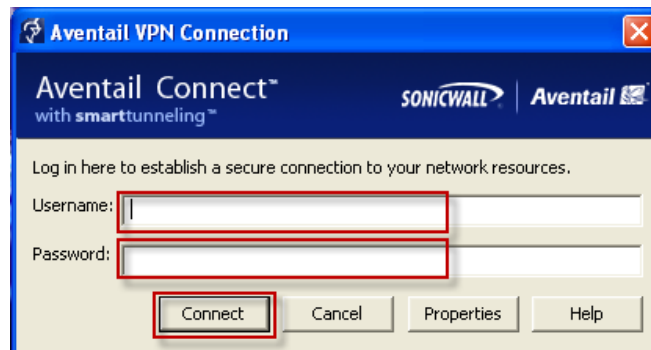 Aventail VPN Connection
Aventail Connect™
with smarttunneling™
SONICWALL | Aventail
Log in here to establish a secure connection to your network resources.
Username:
Password:
Connect Cancel Properties Help